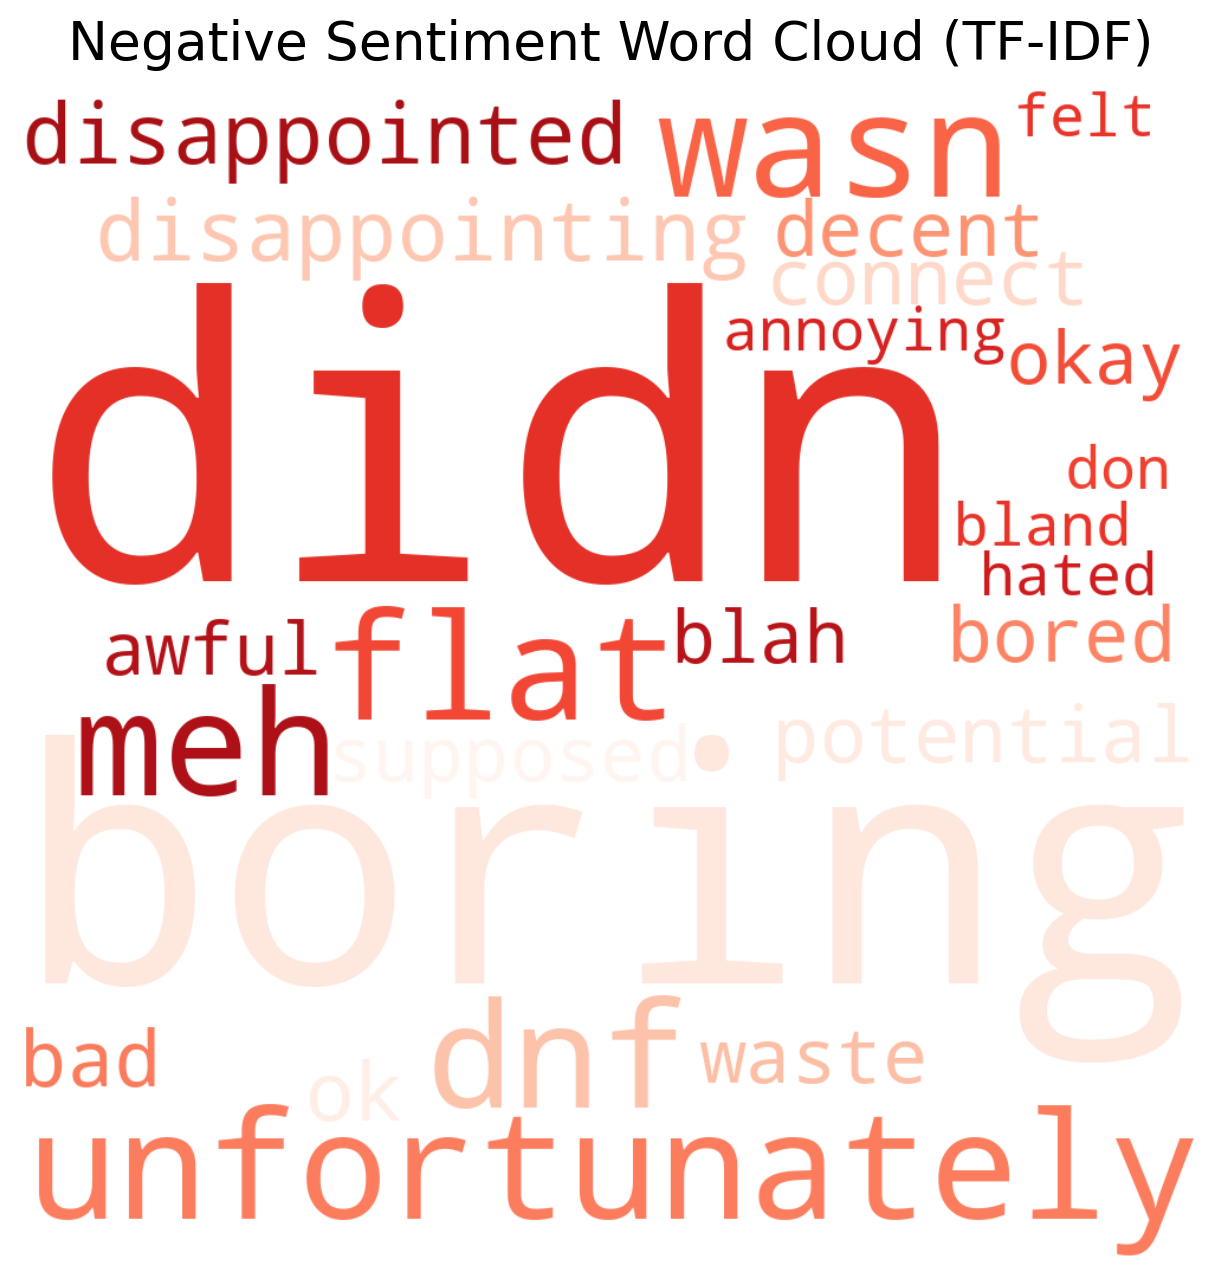 Negative Sentiment Word Cloud (TF-IDF)
disappointed wasn felt
disappointing decent
connect
annoying okay
didn
don
bland
hated
awful flat blah bored
meh supposed potential
boring
bad ok dnf waste
unfortunately